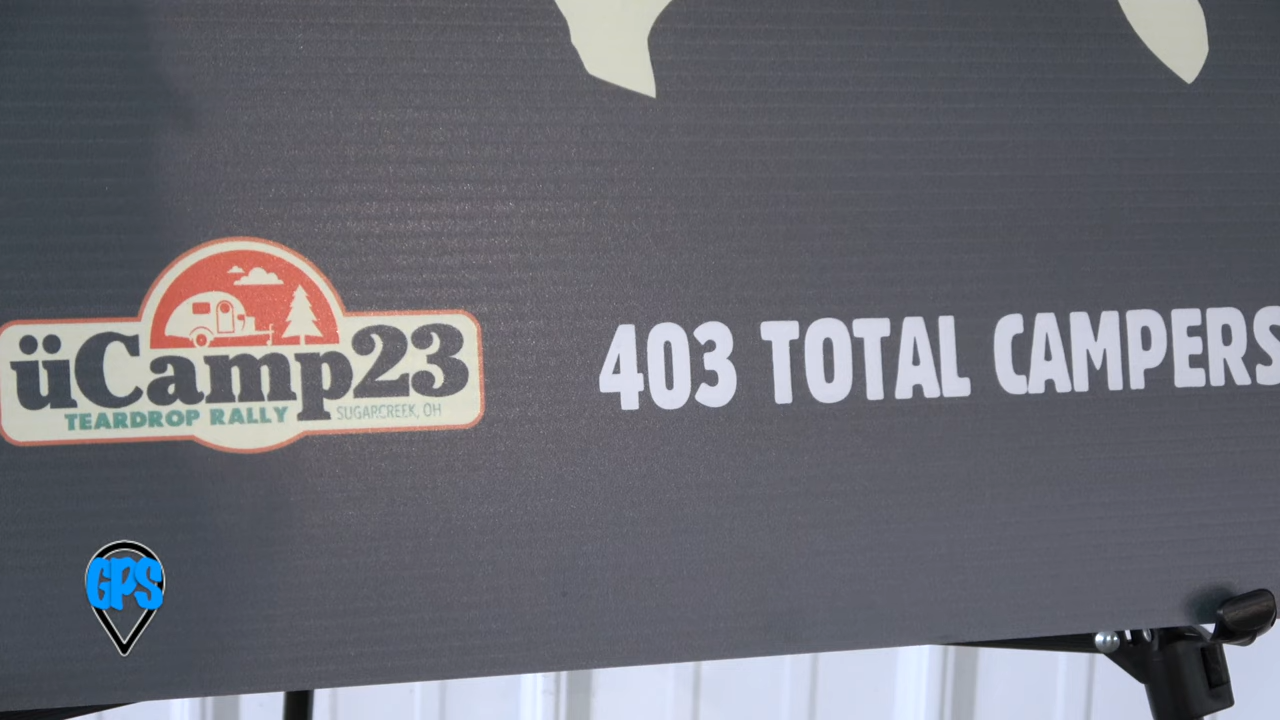 üCamp23
TEARDROP RALLY
SUGARCREEK, OH
403 TOTAL CAMPERS
GPS